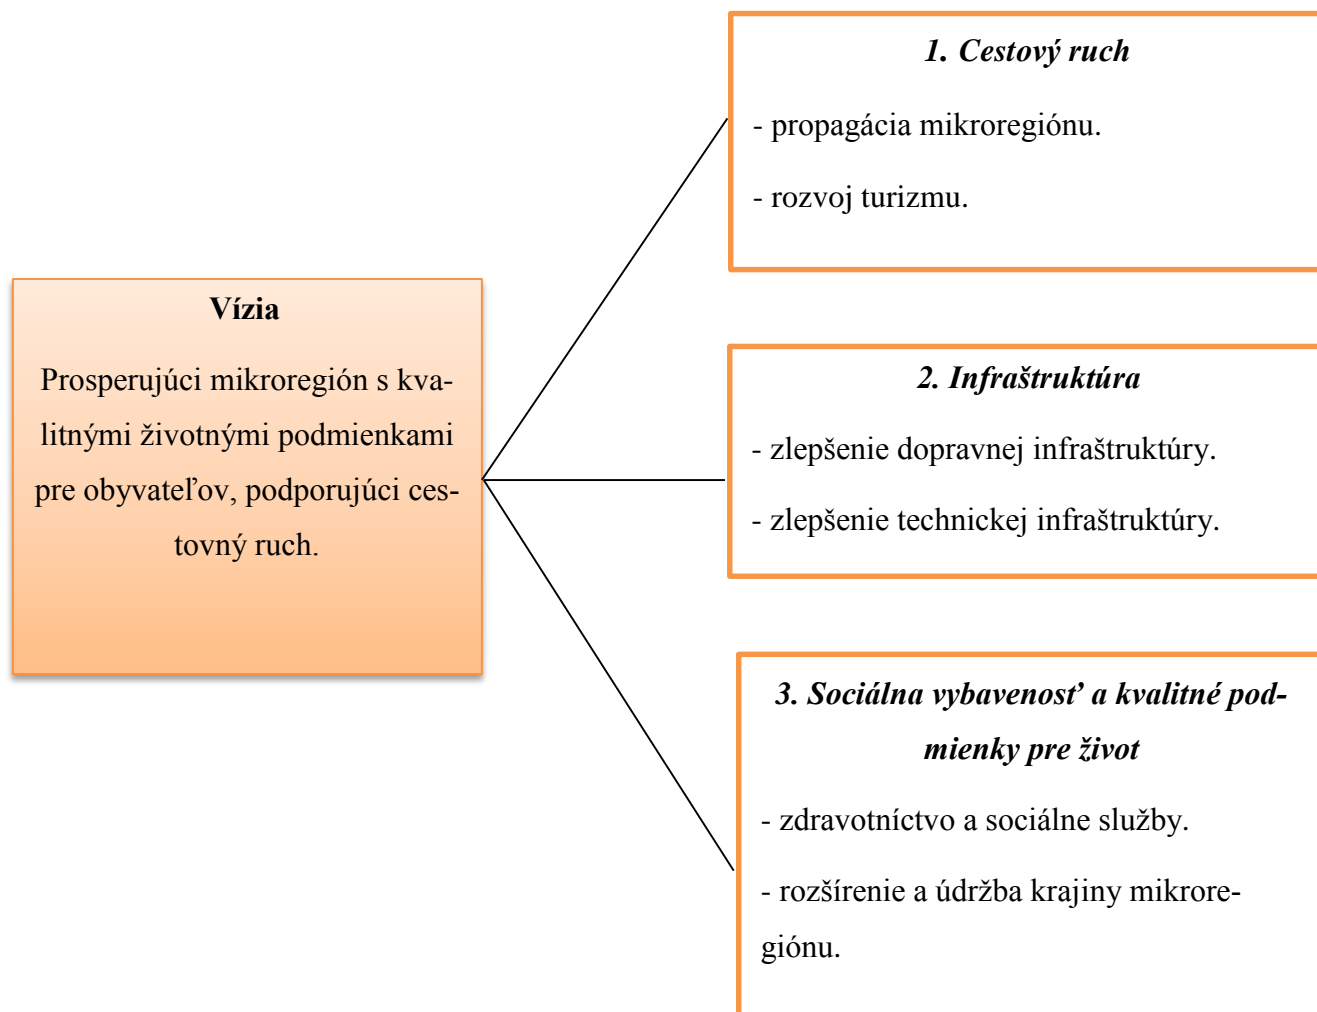 Vízia
Prosperujúci mikroregión s kva-
litnými životnými podmienkami
pre obyvateľov, podporujúci ces-
tovný ruch.
1. Cestový ruch
- propagácia mikroregiónu.
- rozvoj turizmu.
2. Infraštruktúra
- zlepšenie dopravnej infraštruktúry.
- zlepšenie technickej infraštruktúry.
3. Sociálna vybavenosť a kvalitné pod-
mienky pre život
- zdravotníctvo a sociálne služby.
- rozšírenie a údržba krajiny mikrore-
giónu.